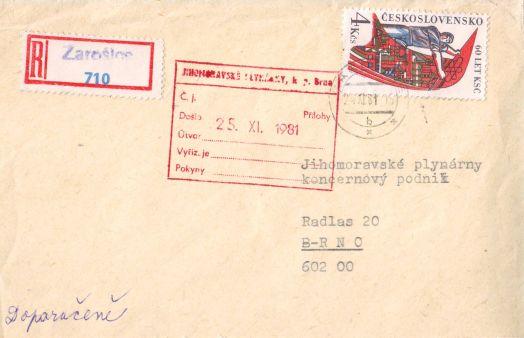 R Zarošice
710
4 Kčs
ČESKOSLOVENSKO
60 LET KSČ
JIHOMORAVSKÉ PLYNÁRNY, k. p. Brno
Č. j.
Došlo 25. XI. 1981 Přílohy
Útvar
Vyřiz. je
Pokyny
81
b
Jihomoravské plynárny
koncernový podnik
Radlas 20
B-R N O
602 00
Doporučeně